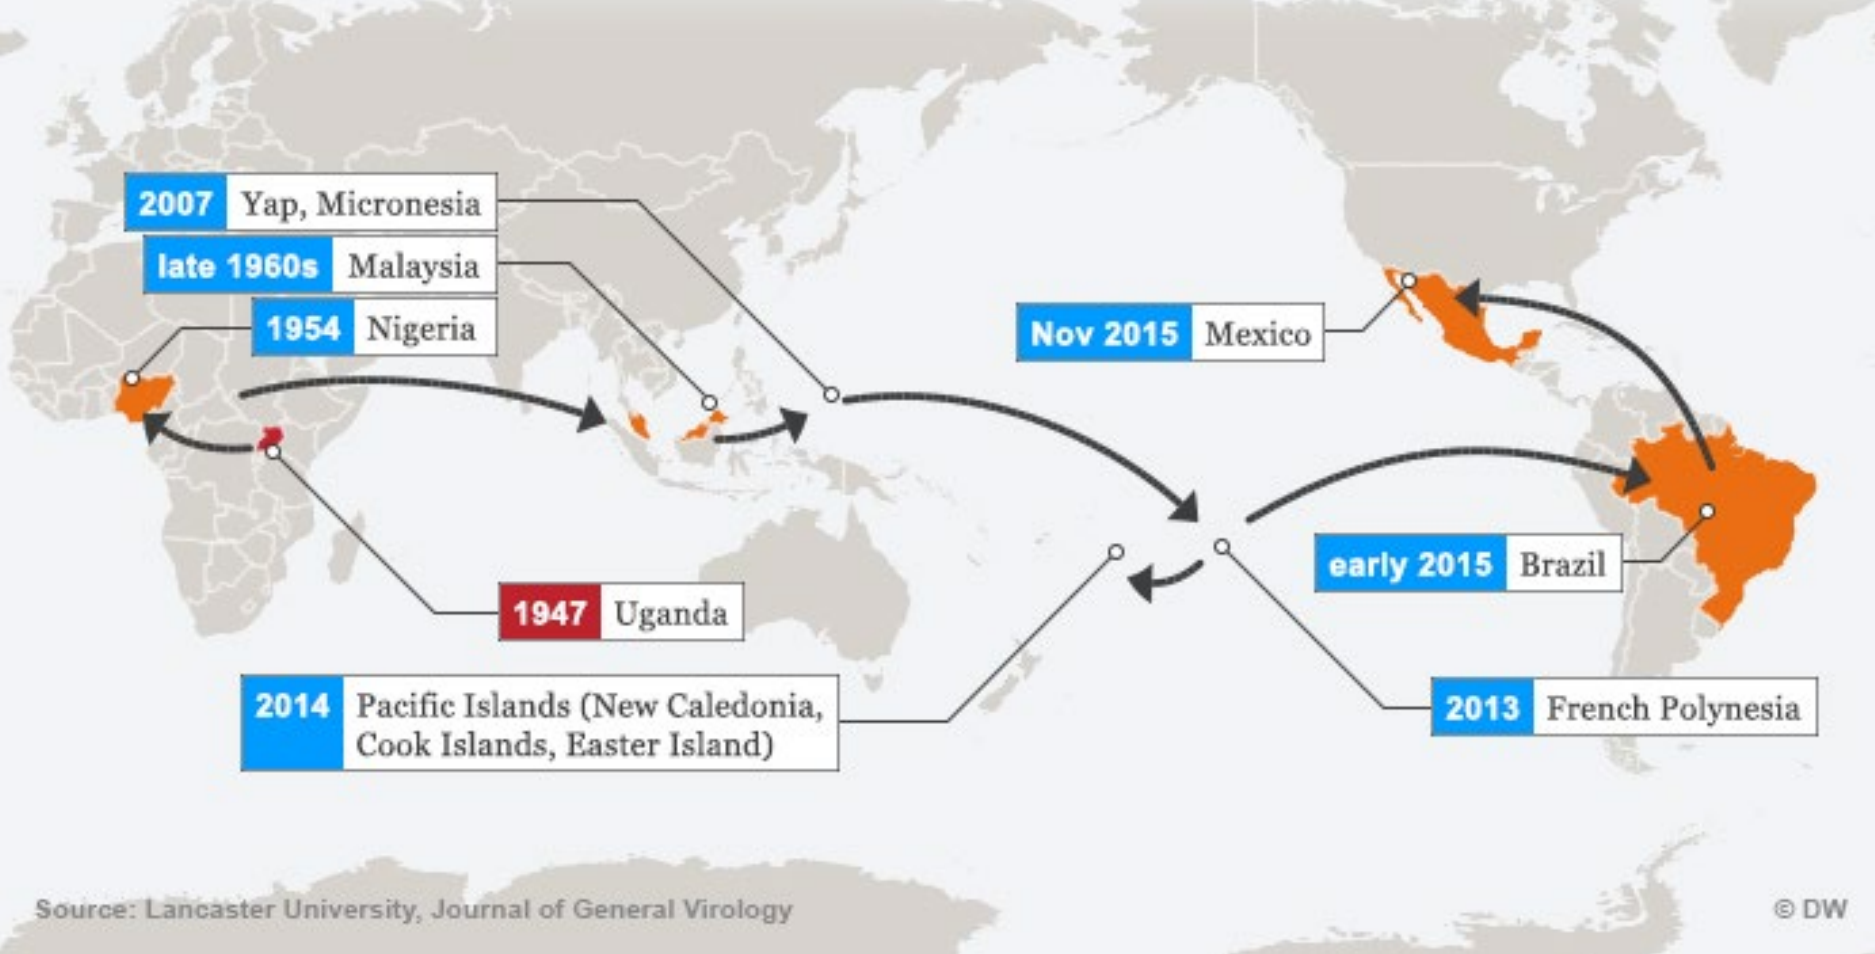 2007 Yap, Micronesia
late 1960s Malaysia
1954 Nigeria
Nov 2015 Mexico
early 2015 Brazil
1947 Uganda
2014 Pacific Islands (New Caledonia,
Cook Islands, Easter Island)
2013 French Polynesia
Source: Lancaster University, Journal of General Virology
© DW